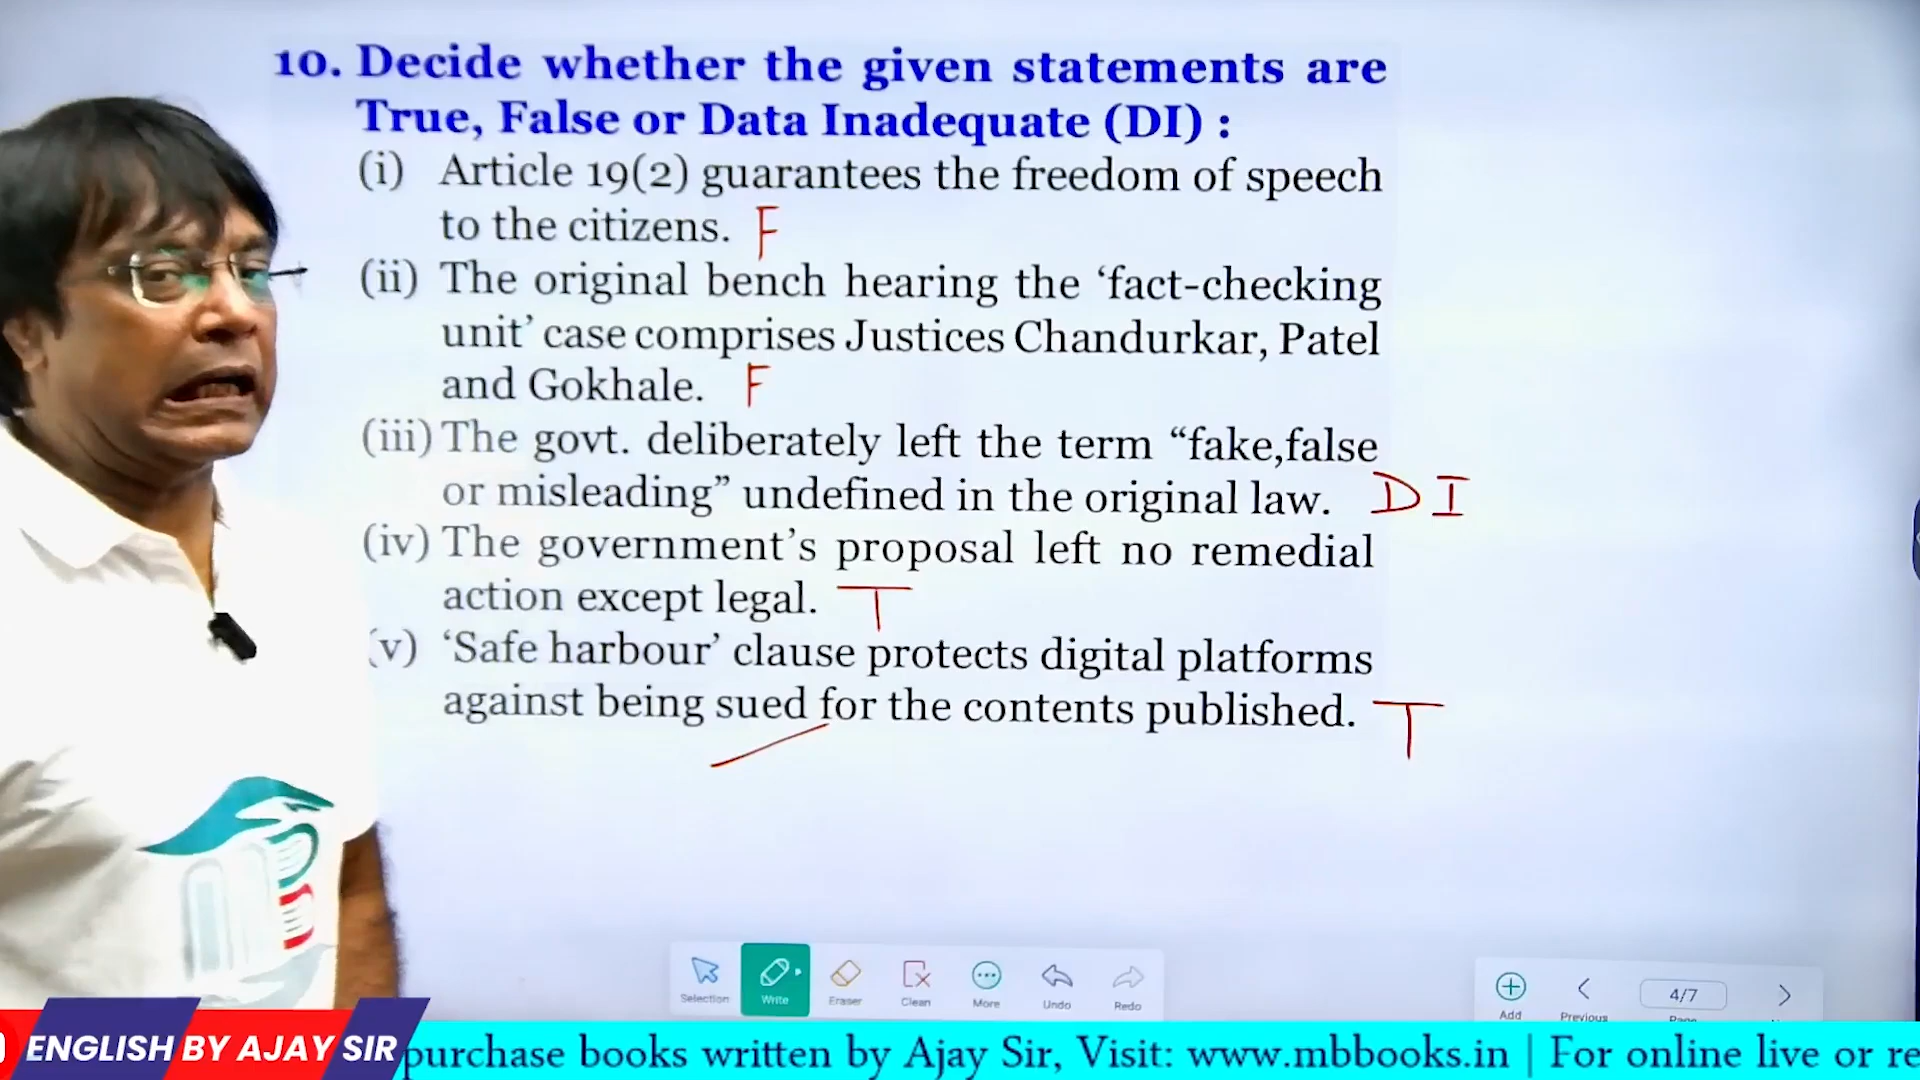 10. Decide whether the given statements are
True, False or Data Inadequate (DI) :
(i) Article 19(2) guarantees the freedom of speech
to the citizens. F
(ii) The original bench hearing the ‘fact-checking
unit’ case comprises Justices Chandurkar, Patel
and Gokhale. F
(iii) The govt. deliberately left the term “fake,false
or misleading” undefined in the original law. DI
(iv) The government’s proposal left no remedial
action except legal. T
(v) ‘Safe harbour’ clause protects digital platforms
against being sued for the contents published. T
Selection Write Eraser Clean More Undo Redo
Add Previous 4/7 Page
ENGLISH BY AJAY SIR
purchase books written by Ajay Sir, Visit: www.mbbooks.in | For online live or re